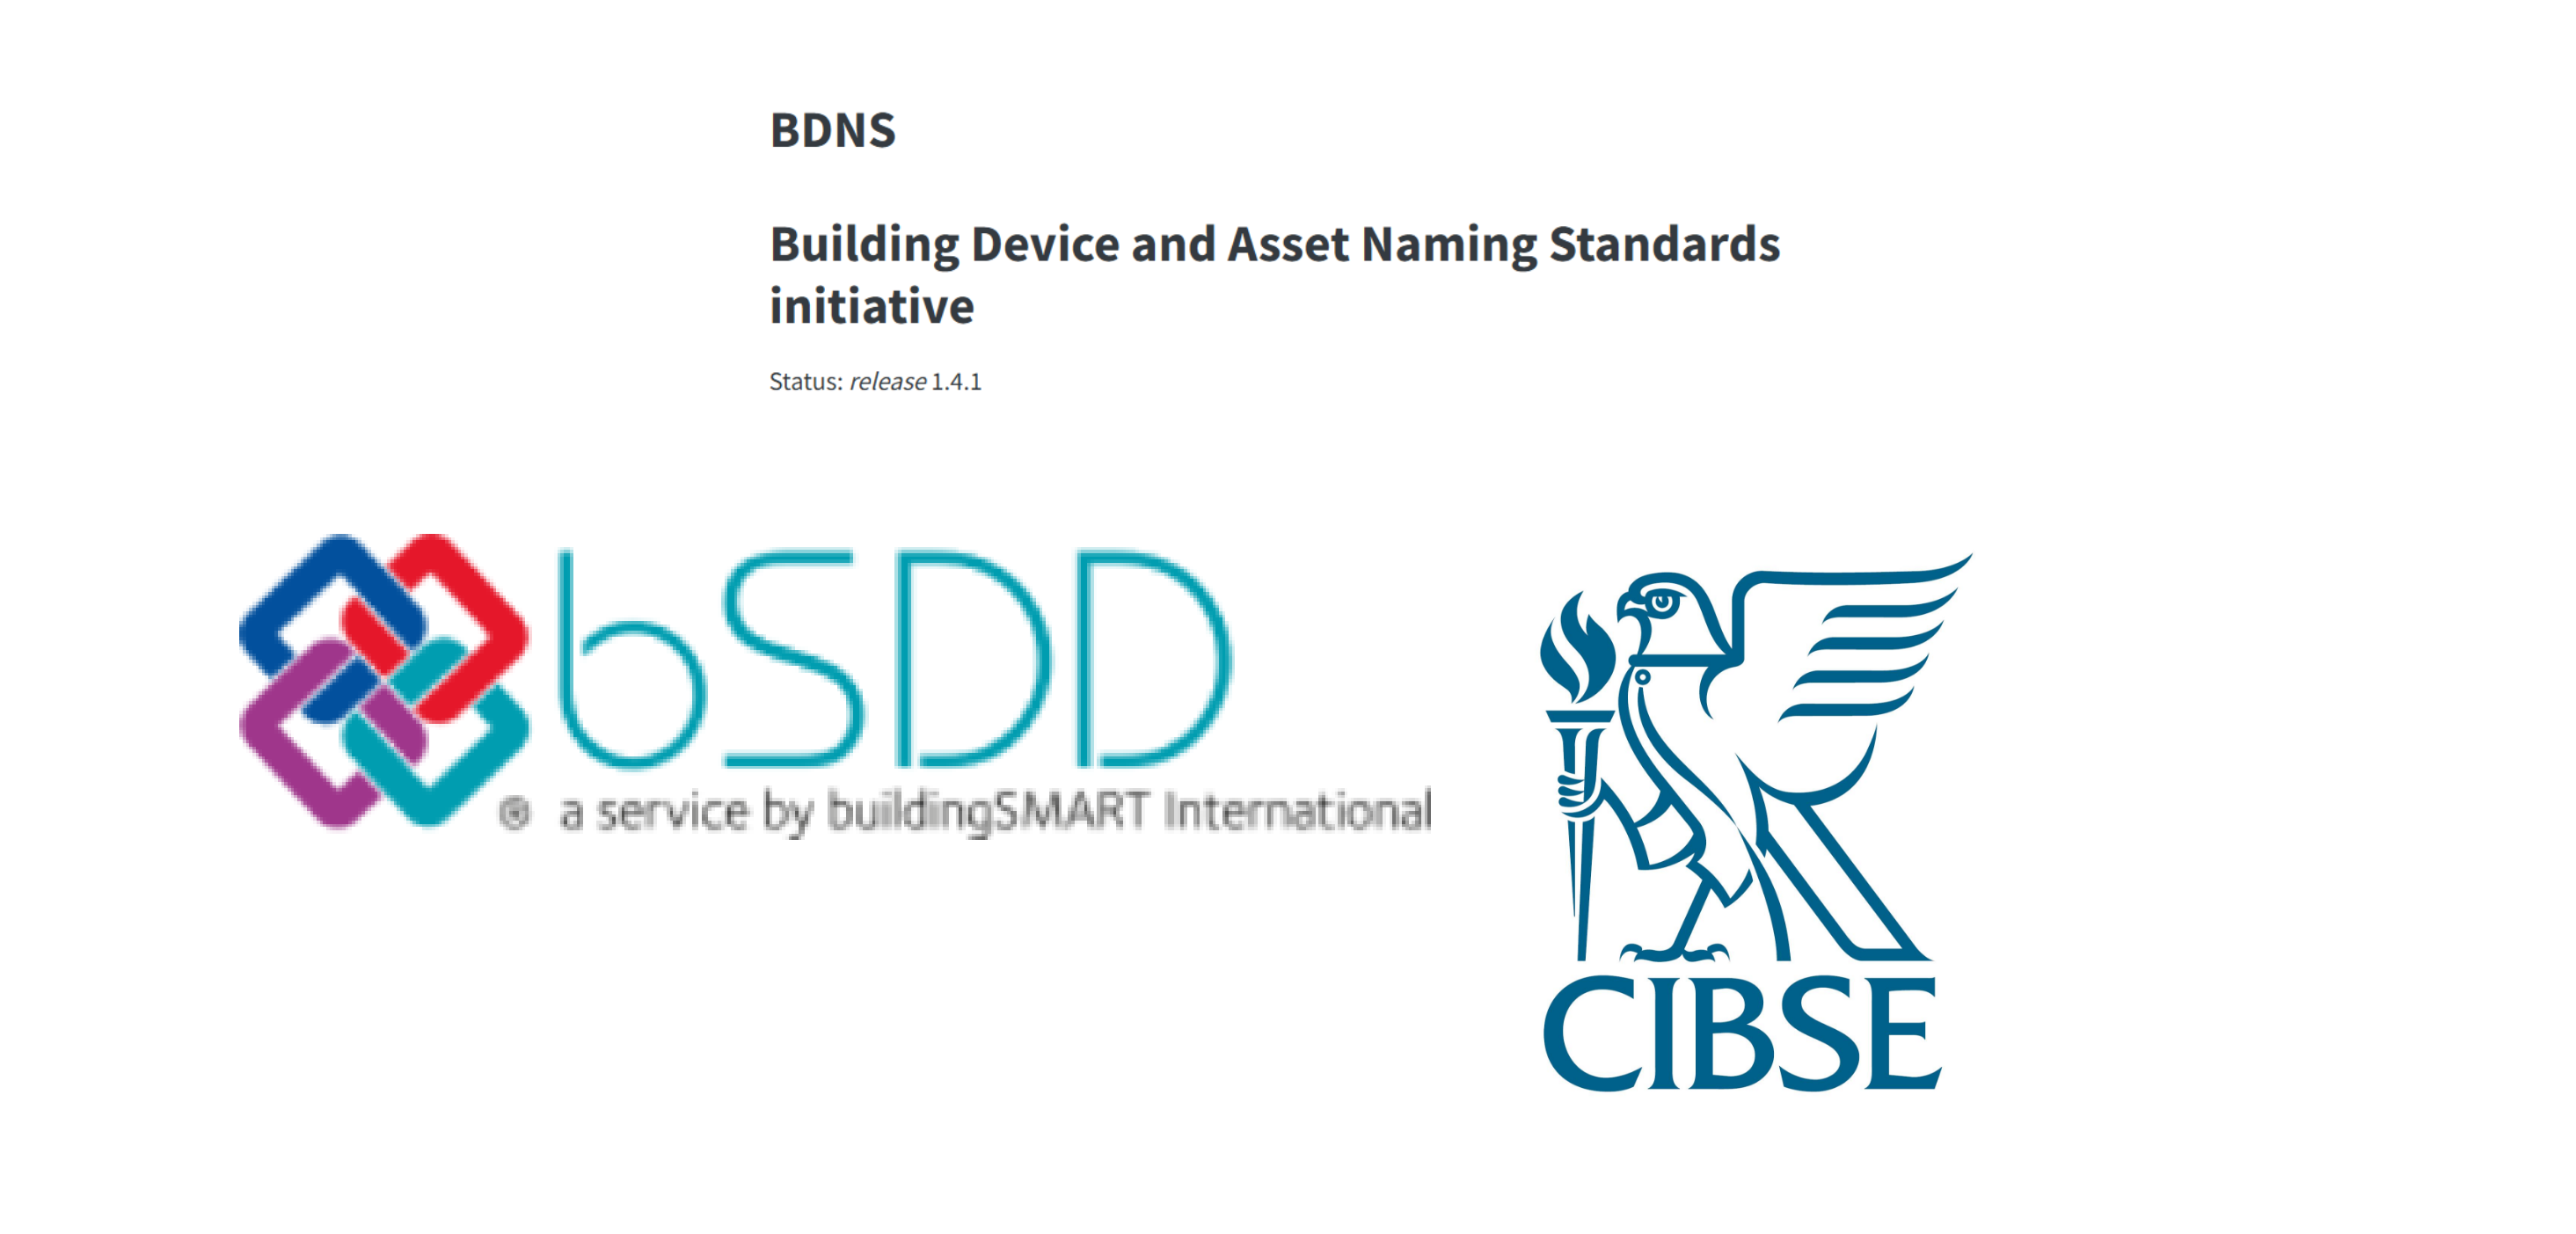 BDNS
Building Device and Asset Naming Standards
initiative
Status: release 1.4.1
bSDD
® a service by buildingSMART International
CIBSE